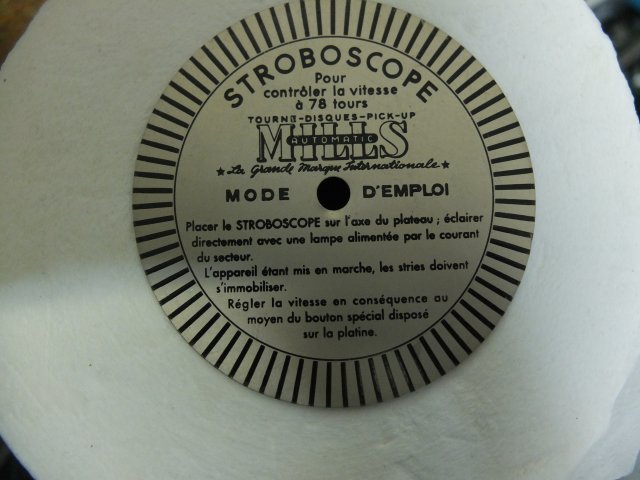 STROBOSCOPE
Pour
contrôler la vitesse
à 78 tours
TOURNE-DISQUES-PICK-UP
MILLS
AUTOMATIC
★ La Grande Marque Internationale ★
MODE D'EMPLOI
Placer le STROBOSCOPE sur l'axe du plateau ; éclairer
directement avec une lampe alimentée par le courant
du secteur.
L'appareil étant mis en marche, les stries doivent
s'immobiliser.
Régler la vitesse en conséquence au
moyen du bouton spécial disposé
sur la platine.